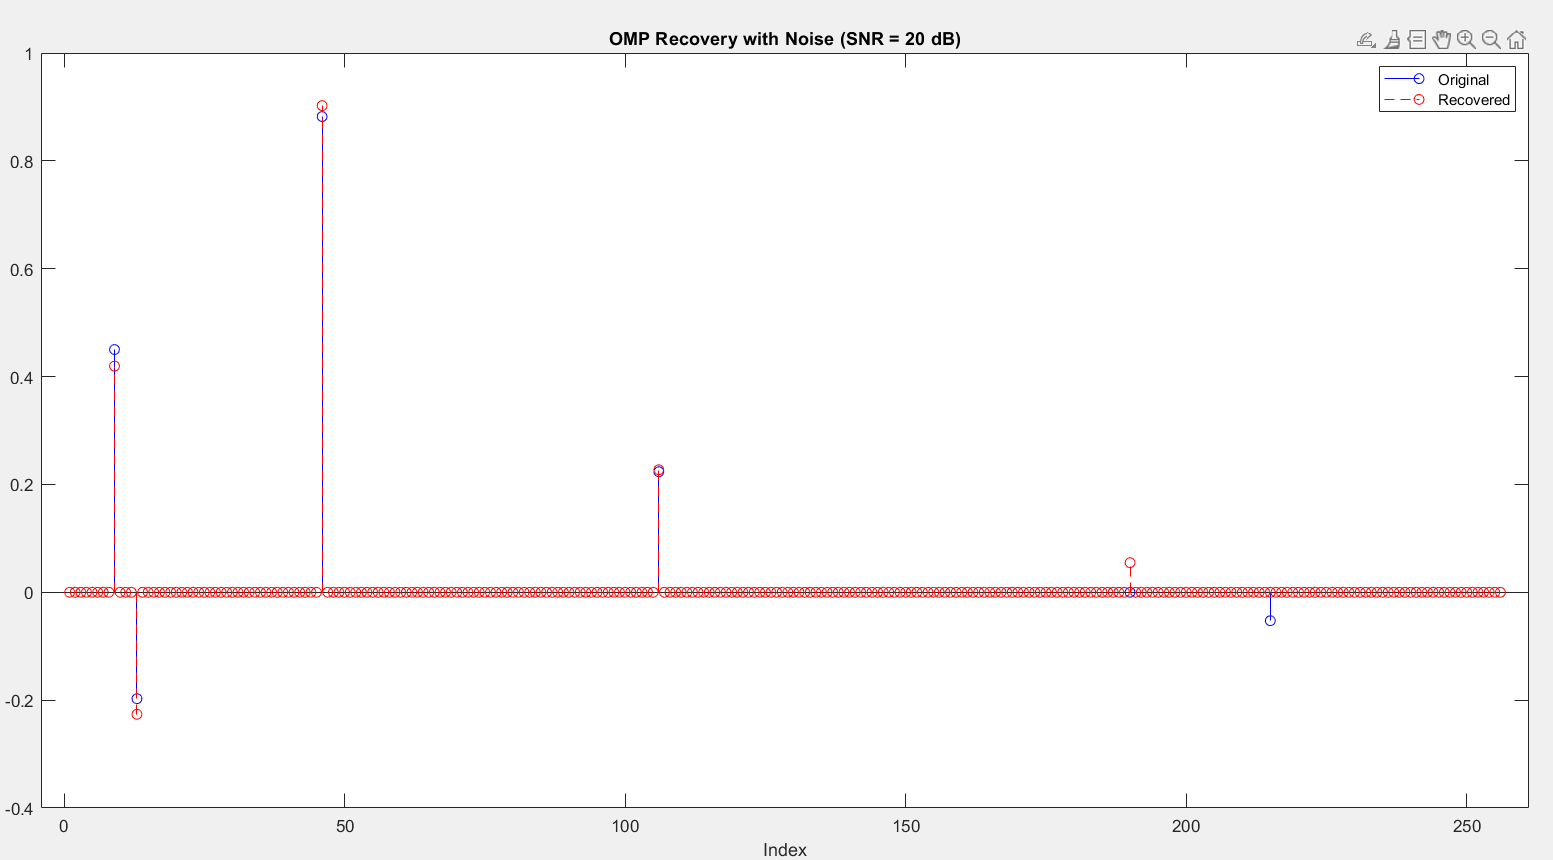 OMP Recovery with Noise (SNR = 20 dB)
Original
Recovered
1
0.8
0.6
0.4
0.2
0
-0.2
-0.4
0 50 100 150 200 250
Index